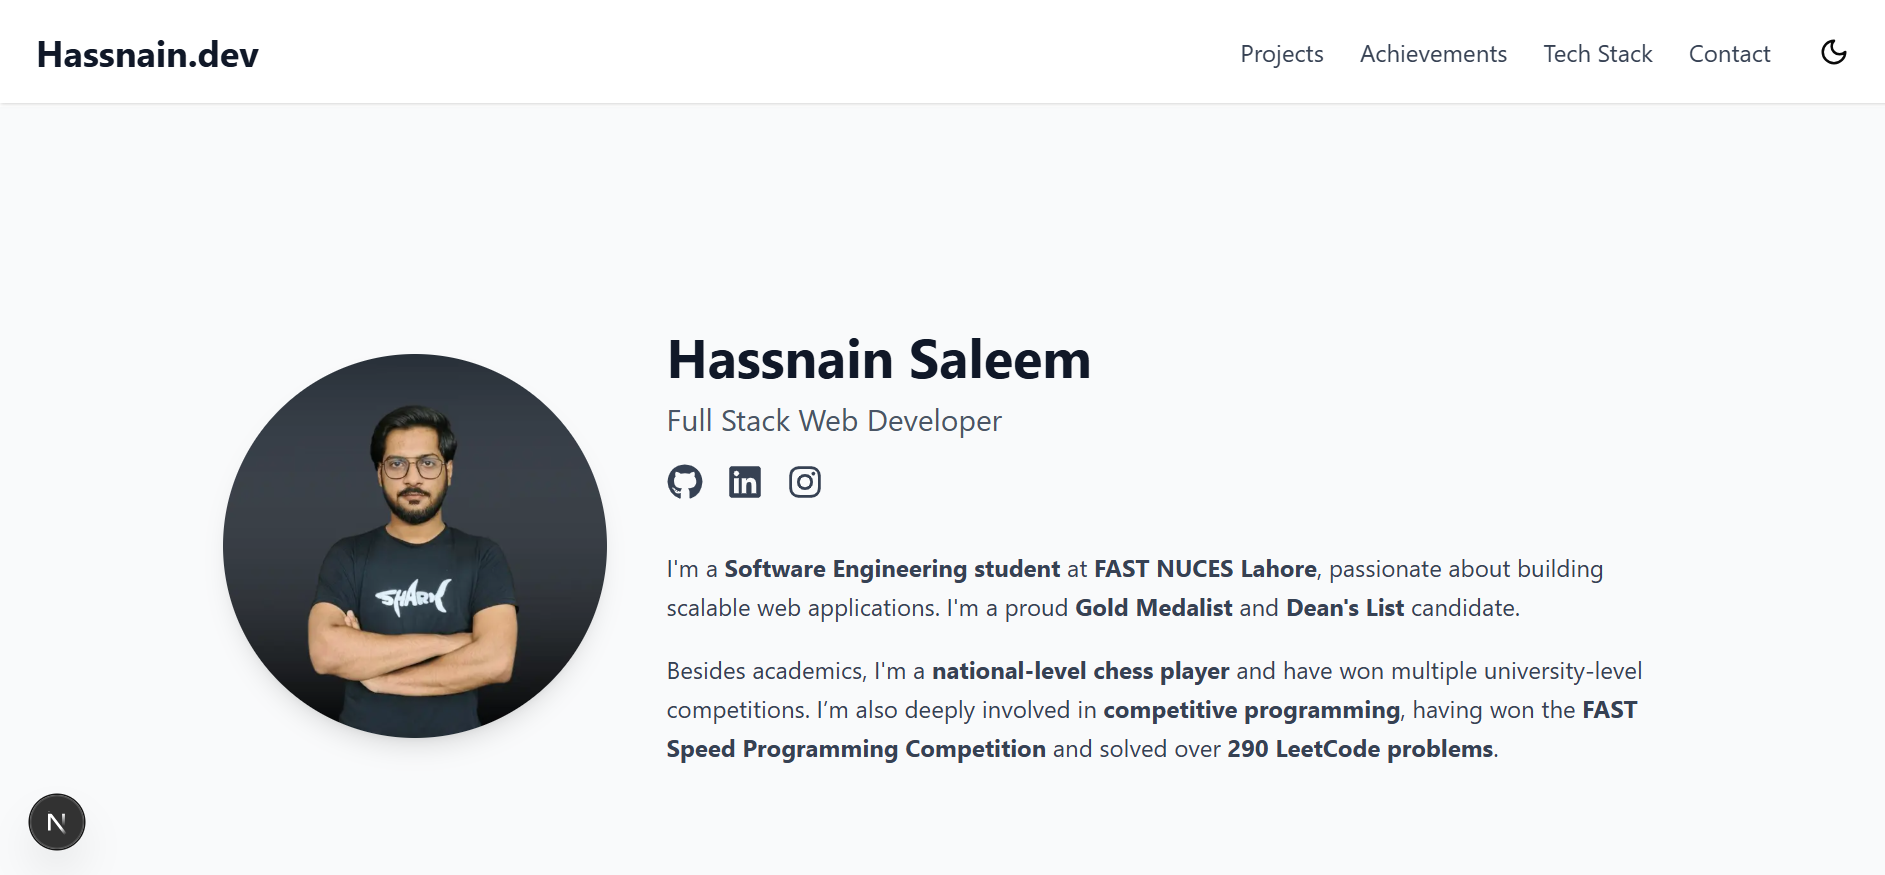 Hassnain.dev
Projects
Achievements
Tech Stack
Contact
Hassnain Saleem
Full Stack Web Developer
in
SHARK
I'm a Software Engineering student at FAST NUCES Lahore, passionate about building
scalable web applications. I'm a proud Gold Medalist and Dean's List candidate.
Besides academics, I'm a national-level chess player and have won multiple university-level
competitions. I’m also deeply involved in competitive programming, having won the FAST
Speed Programming Competition and solved over 290 LeetCode problems.
N